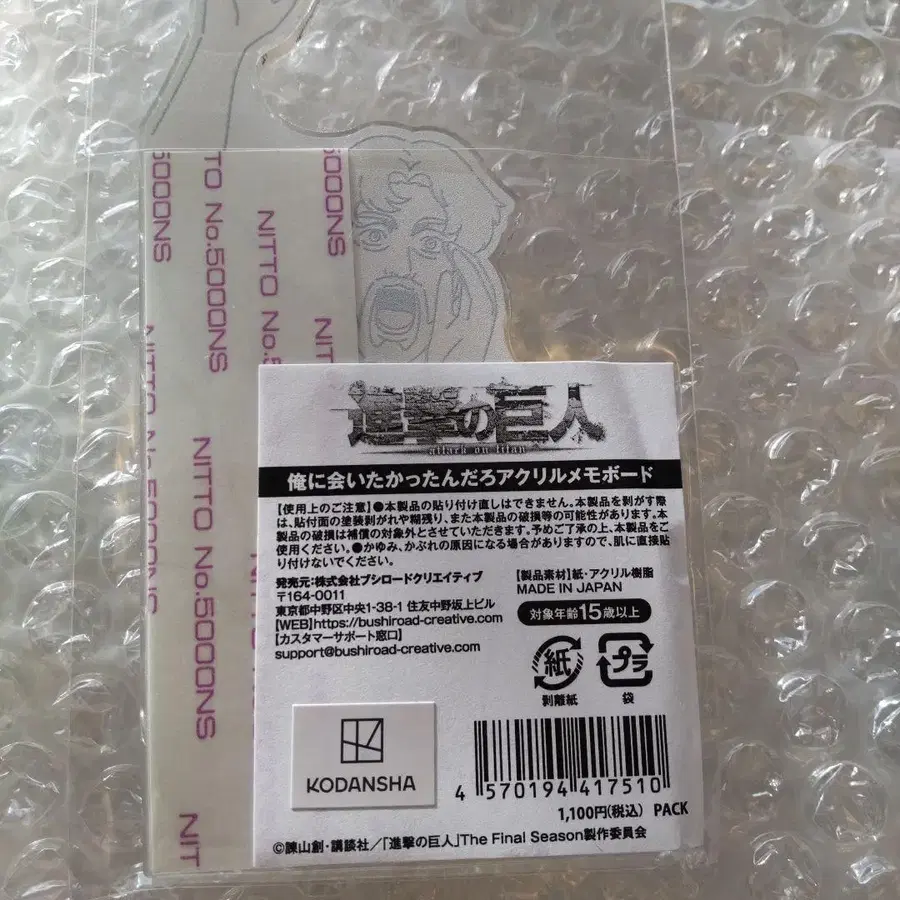 5000NS
TTO No.5000NS
NITTO No.5
5000NS
NIT
NITTO No.5000NS
NITTO No.5000NS
NIT
進撃の巨人
attack on titan
俺に会いたかったんだろアクリルメモボード
【使用上のご注意】●本製品の貼り付け直しはできません。本製品を剥がす際
は、貼付面の塗装剥がれや糊残り、また本製品の破損等の可能性があります。本
製品の破損は補償の対象外とさせていただきます。予めご了承の上、本製品をご
使用ください。●かゆみ、かぶれの原因になる場合がありますので、肌に直接貼
り付けないでください。
発売元:株式会社ブシロードクリエイティブ
〒164-0011
東京都中野区中央1-38-1 住友中野坂上ビル
【WEB】https://bushiroad-creative.com
【カスタマーサポート窓口】
support@bushiroad-creative.com
【製品素材】紙・アクリル樹脂
MADE IN JAPAN
対象年齢15歳以上
紙
剥離紙
プラ
袋
KODANSHA
4 570194 417510
1,100円(税込) PACK
©諫山創・講談社/「進撃の巨人」The Final Season製作委員会